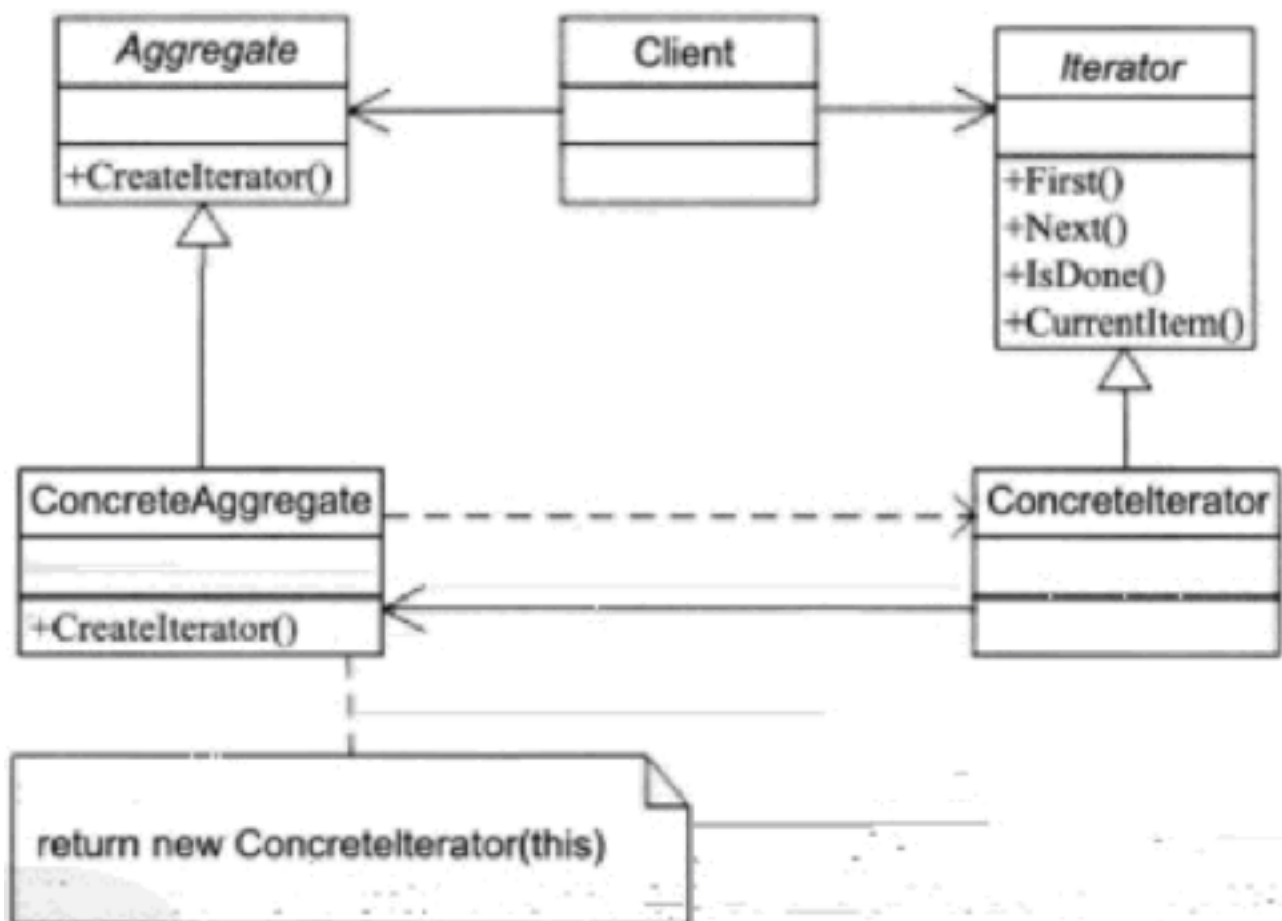 Aggregate
+CreateIterator()
Client
Iterator
+First()
+Next()
+IsDone()
+CurrentItem()
ConcreteAggregate
+CreateIterator()
ConcreteIterator
return new ConcreteIterator(this)